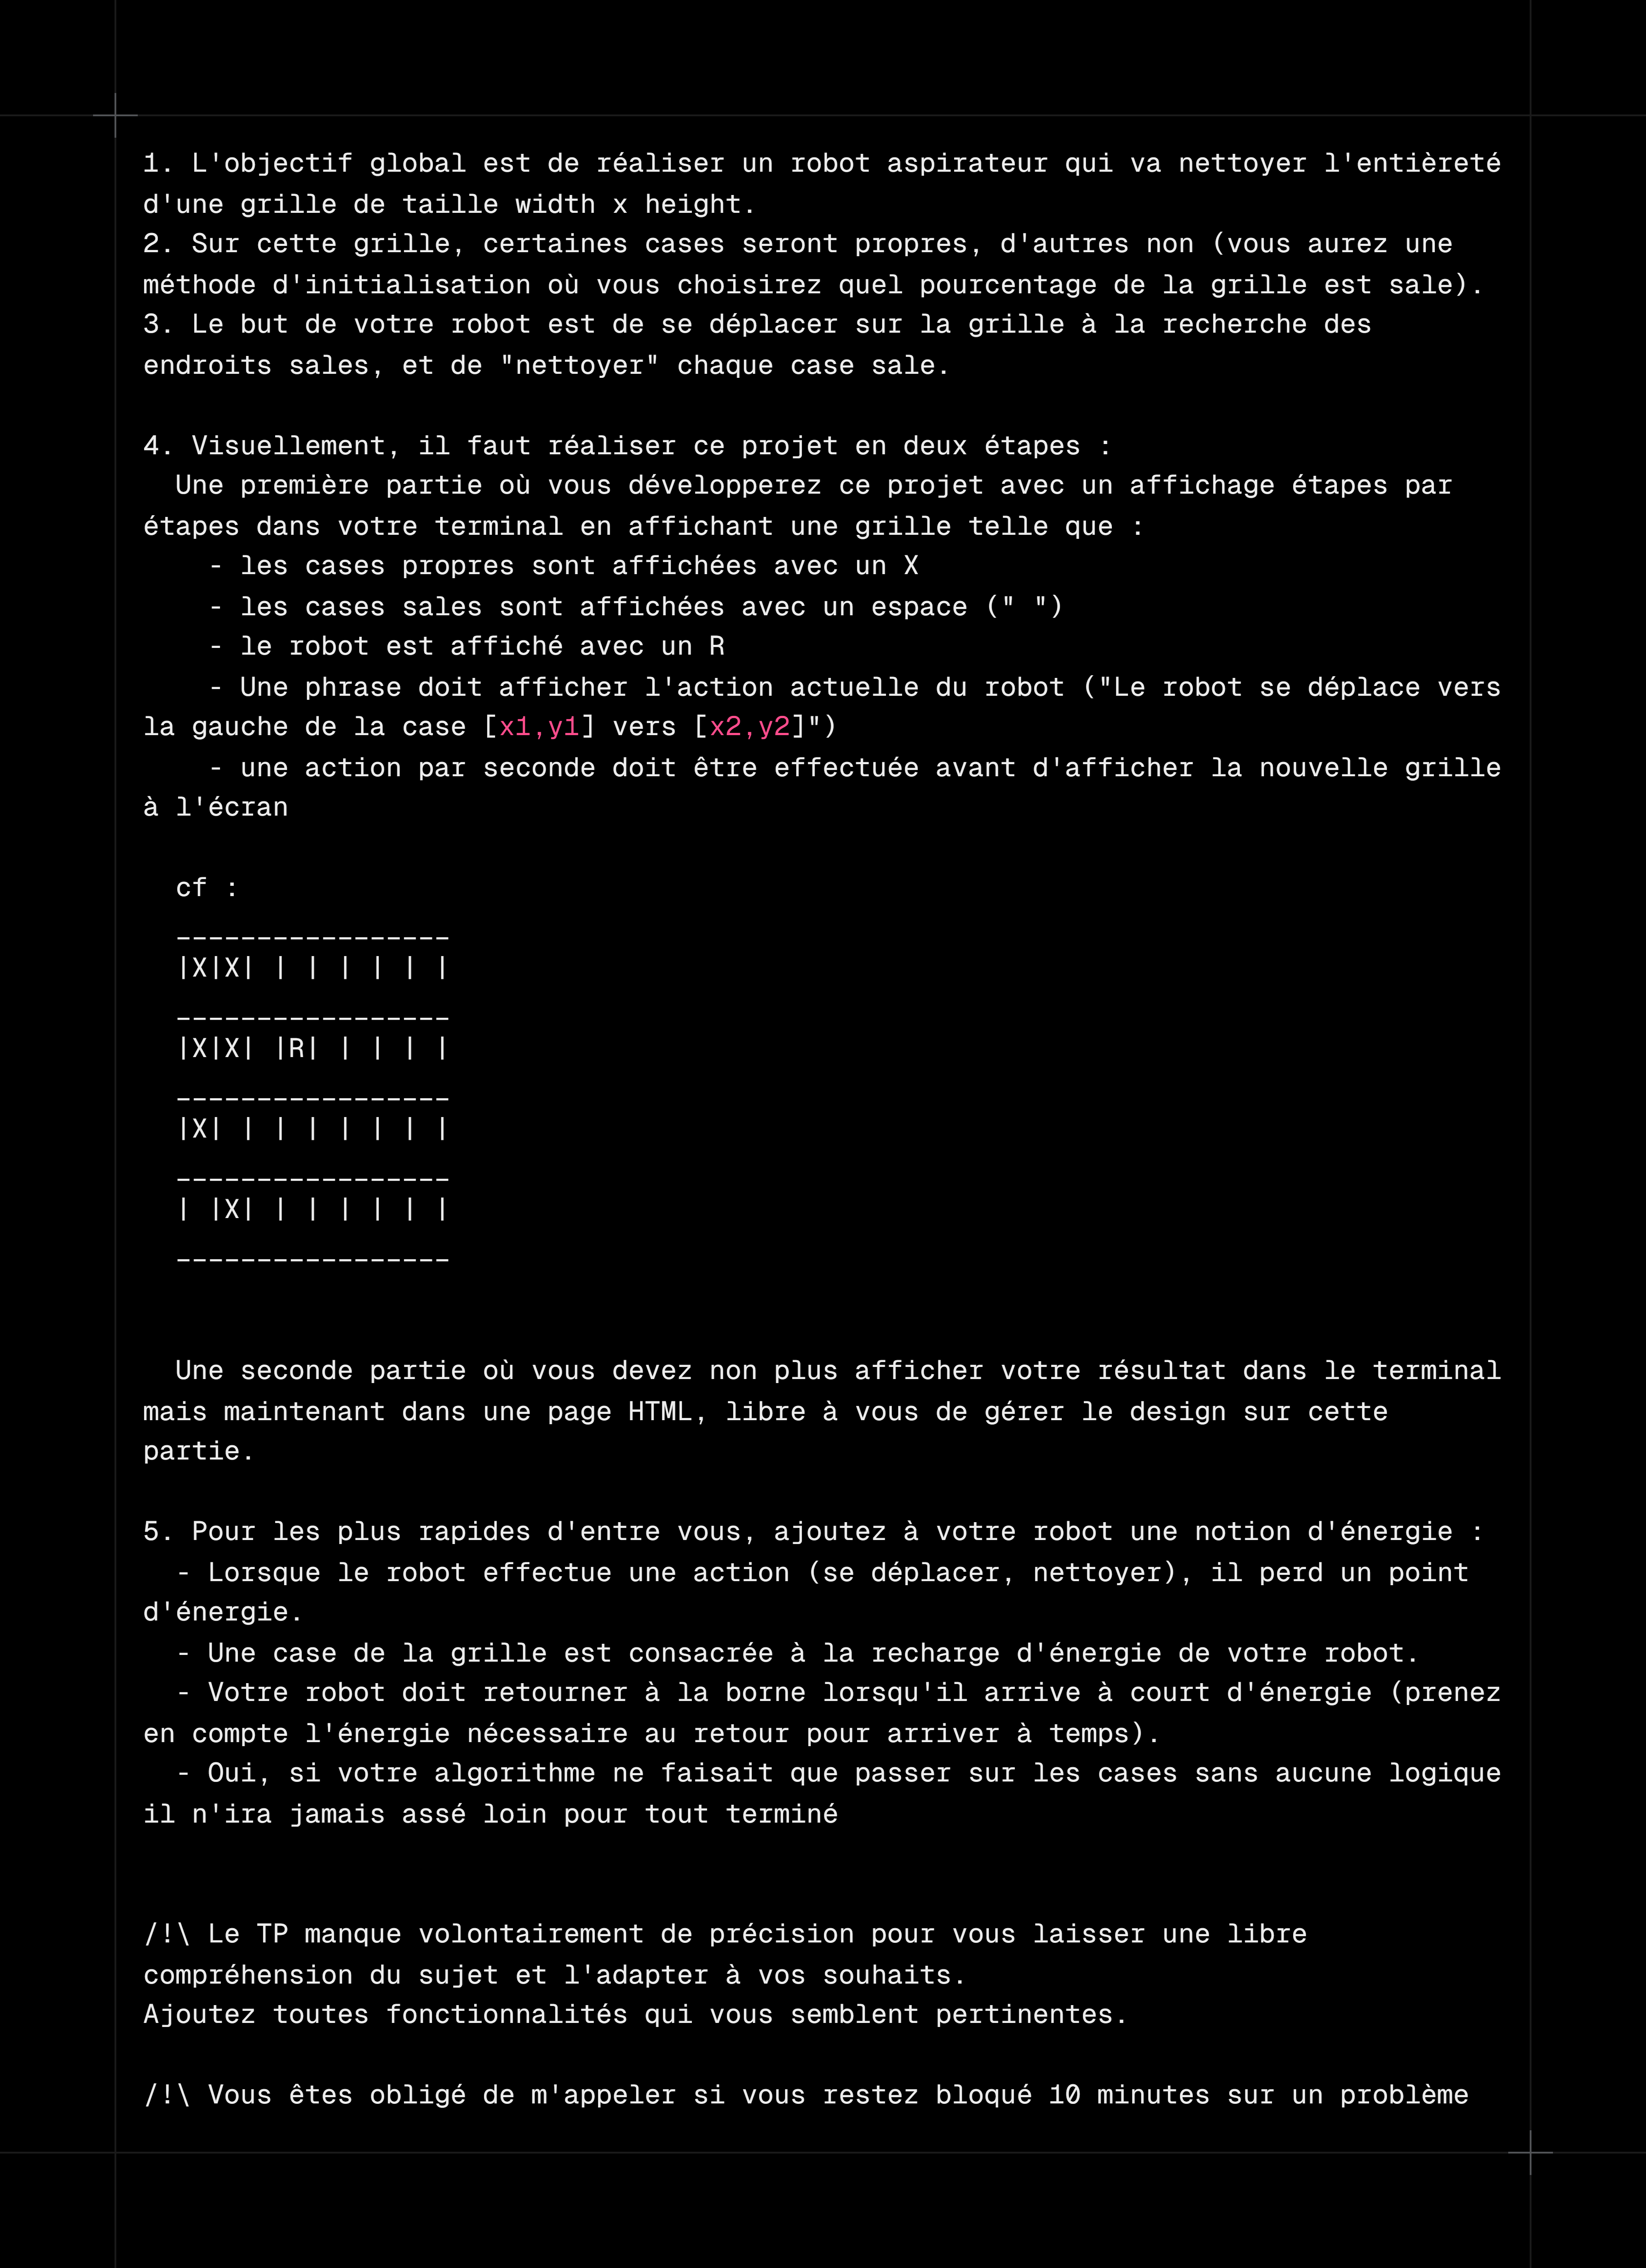 1. L'objectif global est de réaliser un robot aspirateur qui va nettoyer l'entièreté
d'une grille de taille width x height.
2. Sur cette grille, certaines cases seront propres, d'autres non (vous aurez une
méthode d'initialisation où vous choisirez quel pourcentage de la grille est sale).
3. Le but de votre robot est de se déplacer sur la grille à la recherche des
endroits sales, et de "nettoyer" chaque case sale.

4. Visuellement, il faut réaliser ce projet en deux étapes :
  Une première partie où vous développerez ce projet avec un affichage étapes par
étapes dans votre terminal en affichant une grille telle que :
    - les cases propres sont affichées avec un X
    - les cases sales sont affichées avec un espace (" ")
    - le robot est affiché avec un R
    - Une phrase doit afficher l'action actuelle du robot ("Le robot se déplace vers
la gauche de la case [x1,y1] vers [x2,y2]")
    - une action par seconde doit être effectuée avant d'afficher la nouvelle grille
à l'écran

  cf :
  -----------------
  |X|X| | | | | | |
  -----------------
  |X|X| |R| | | | |
  -----------------
  |X| | | | | | | |
  -----------------
  | |X| | | | | | |
  -----------------

  Une seconde partie où vous devez non plus afficher votre résultat dans le terminal
mais maintenant dans une page HTML, libre à vous de gérer le design sur cette
partie.

5. Pour les plus rapides d'entre vous, ajoutez à votre robot une notion d'énergie :
  - Lorsque le robot effectue une action (se déplacer, nettoyer), il perd un point
d'énergie.
  - Une case de la grille est consacrée à la recharge d'énergie de votre robot.
  - Votre robot doit retourner à la borne lorsqu'il arrive à court d'énergie (prenez
en compte l'énergie nécessaire au retour pour arriver à temps).
  - Oui, si votre algorithme ne faisait que passer sur les cases sans aucune logique
il n'ira jamais assé loin pour tout terminé

/!\ Le TP manque volontairement de précision pour vous laisser une libre
compréhension du sujet et l'adapter à vos souhaits.
Ajoutez toutes fonctionnalités qui vous semblent pertinentes.

/!\ Vous êtes obligé de m'appeler si vous restez bloqué 10 minutes sur un problème